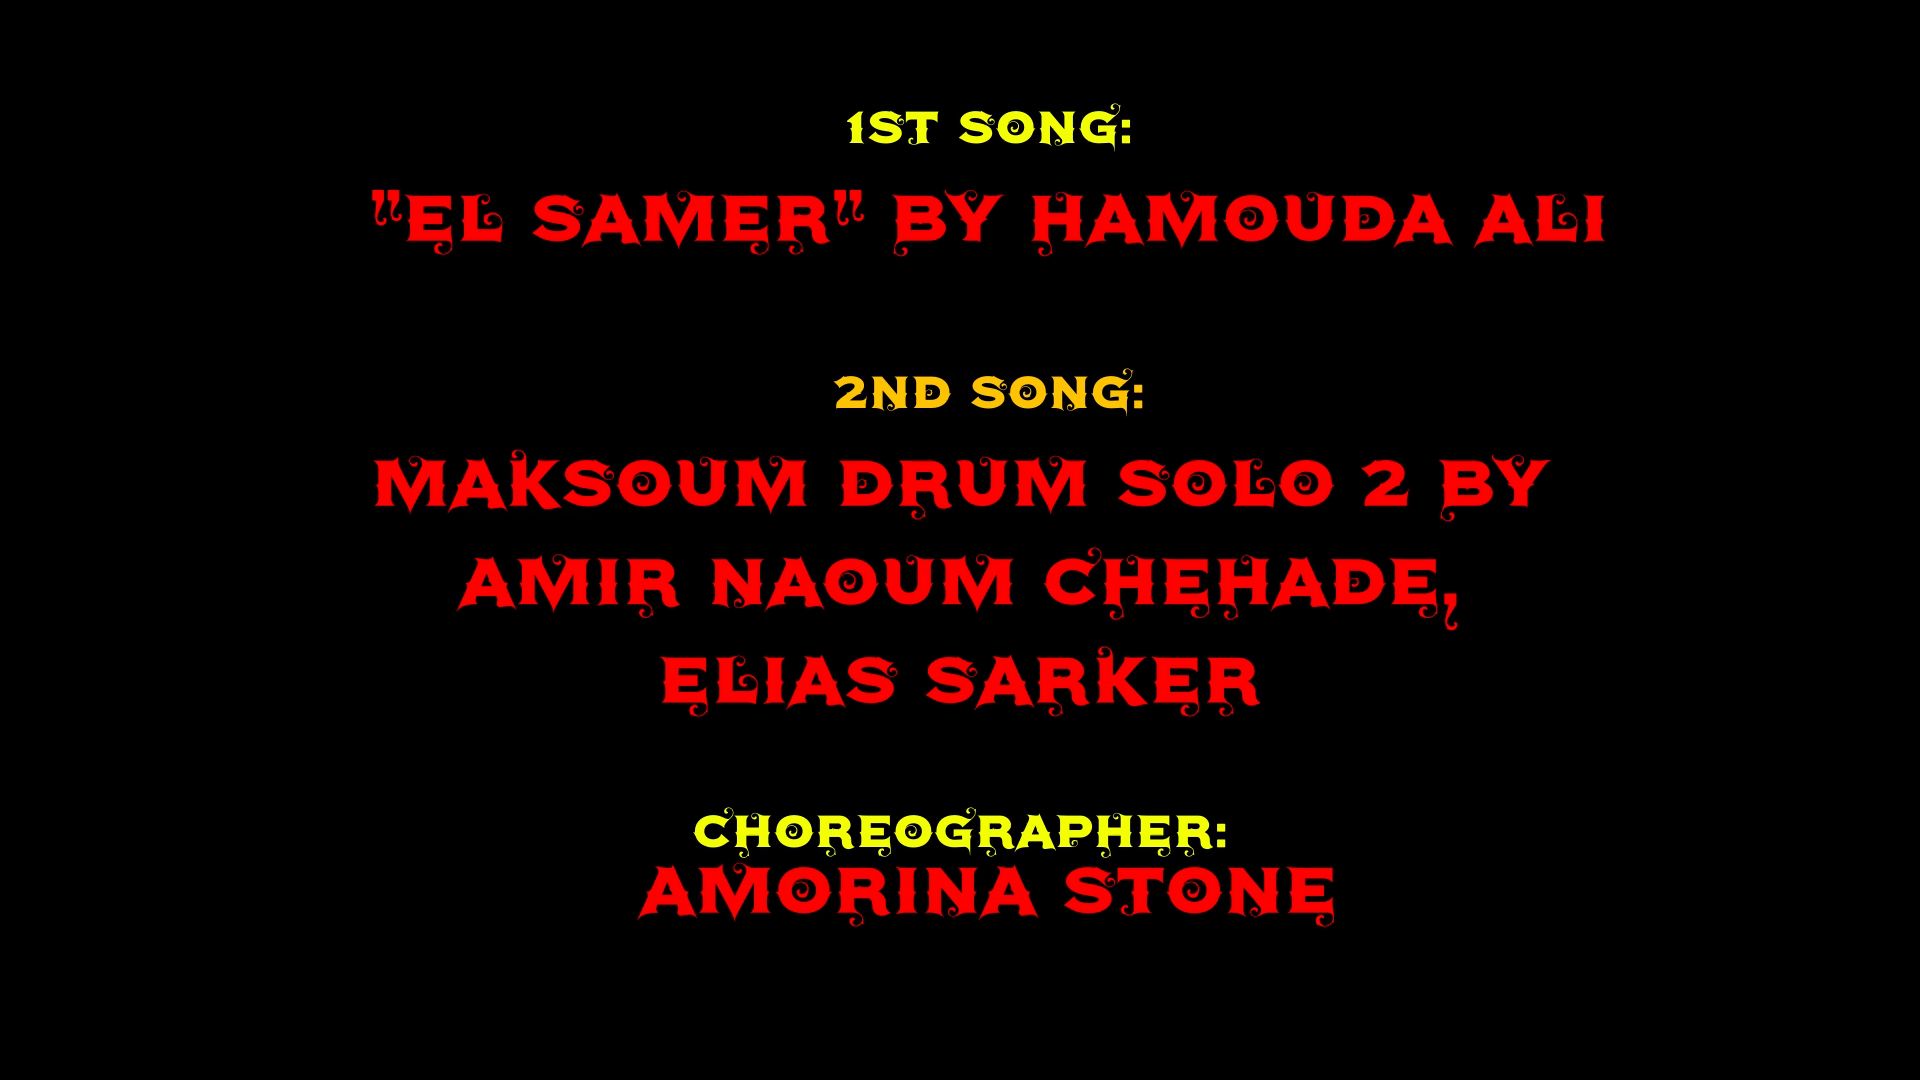 1ST SONG:
"EL SAMER" BY HAMOUDA ALI
2ND SONG:
MAKSOUM DRUM SOLO 2 BY
AMIR NAOUM CHEHADE,
ELIAS SARKER
CHOREOGRAPHER:
AMORINA STONE